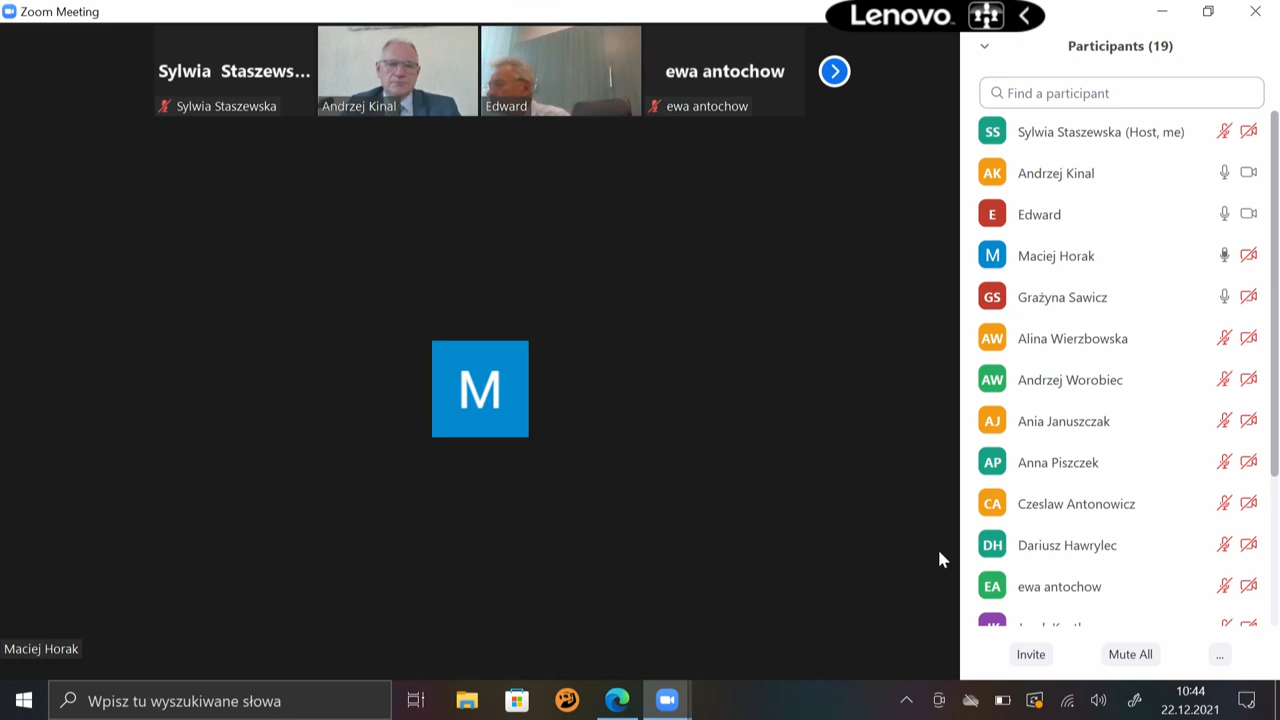 Zoom Meeting
Lenovo
Sylwia Staszews...
Sylwia Staszewska
Andrzej Kinal
Edward
ewa antochow
ewa antochow
M
Maciej Horak
Participants (19)
Find a participant
SS Sylwia Staszewska (Host, me)
AK Andrzej Kinal
E Edward
M Maciej Horak
GS Grażyna Sawicz
AW Alina Wierzbowska
AW Andrzej Worobiec
AJ Ania Januszczak
AP Anna Piszczek
CA Czeslaw Antonowicz
DH Dariusz Hawrylec
EA ewa antochow
Invite
Mute All
...
Wpisz tu wyszukiwane słowa
10:44
22.12.2021